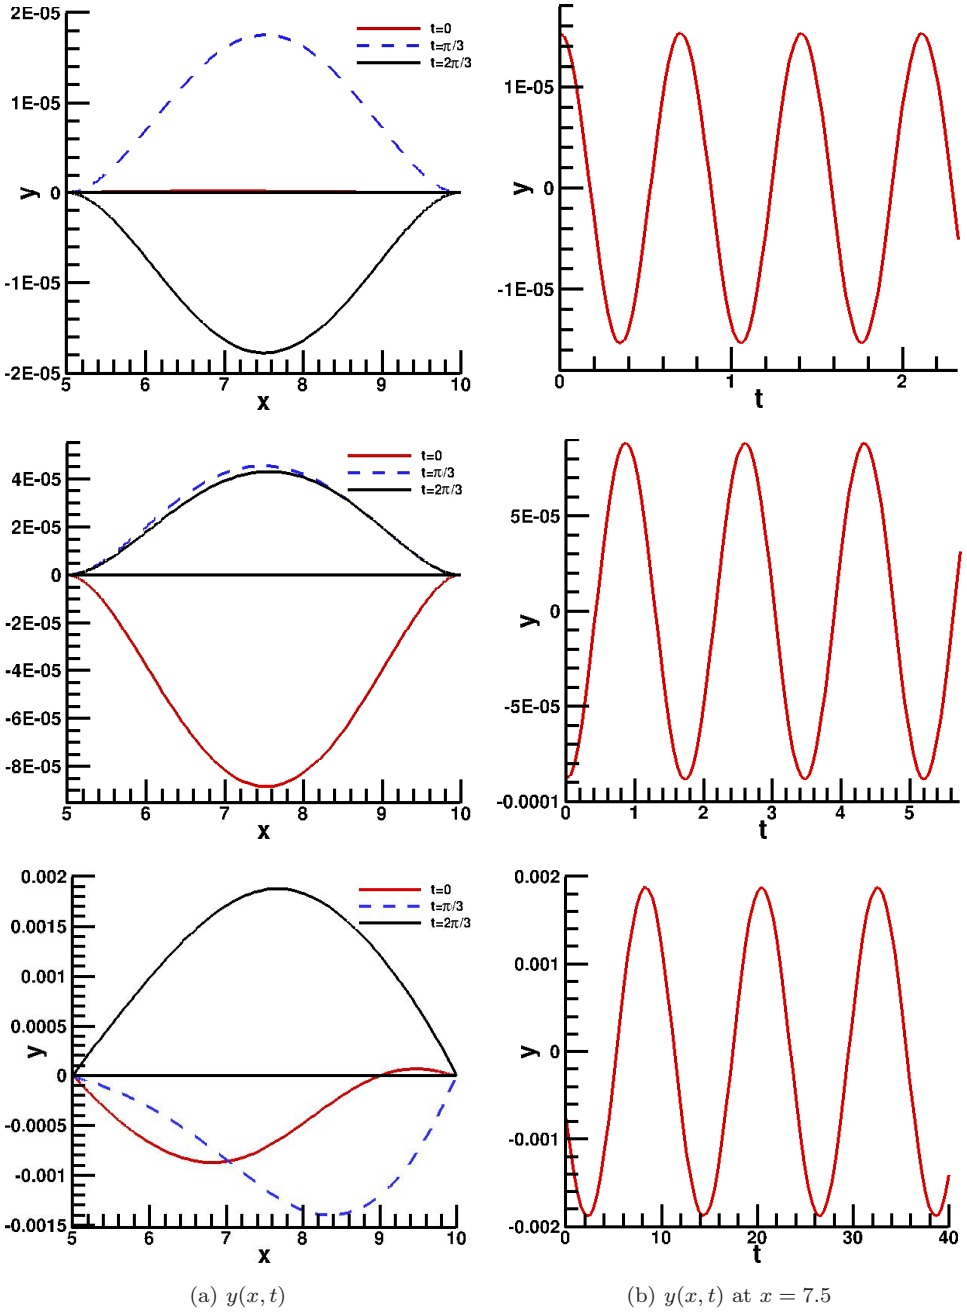 2E-05
t=0
t=π/3
t=2π/3
1E-05
y
0
-1E-05
-2E-05
5 6 7 8 9 10
x
1E-05
y
0
-1E-05
0 1 2
t
t=0
t=π/3
t=2π/3
4E-05
2E-05
0
y
-2E-05
-4E-05
-6E-05
-8E-05
5 6 7 8 9 10
x
5E-05
0
y
-5E-05
-0.0001
0 1 2 3 4 5
t
0.002
t=0
t=π/3
t=2π/3
0.0015
0.001
0.0005
y
0
-0.0005
-0.001
-0.0015
5 6 7 8 9 10
x
0.002
0.001
y
0
-0.001
-0.002
0 10 20 30 40
t
(a) y(x, t)
(b) y(x, t) at x = 7.5